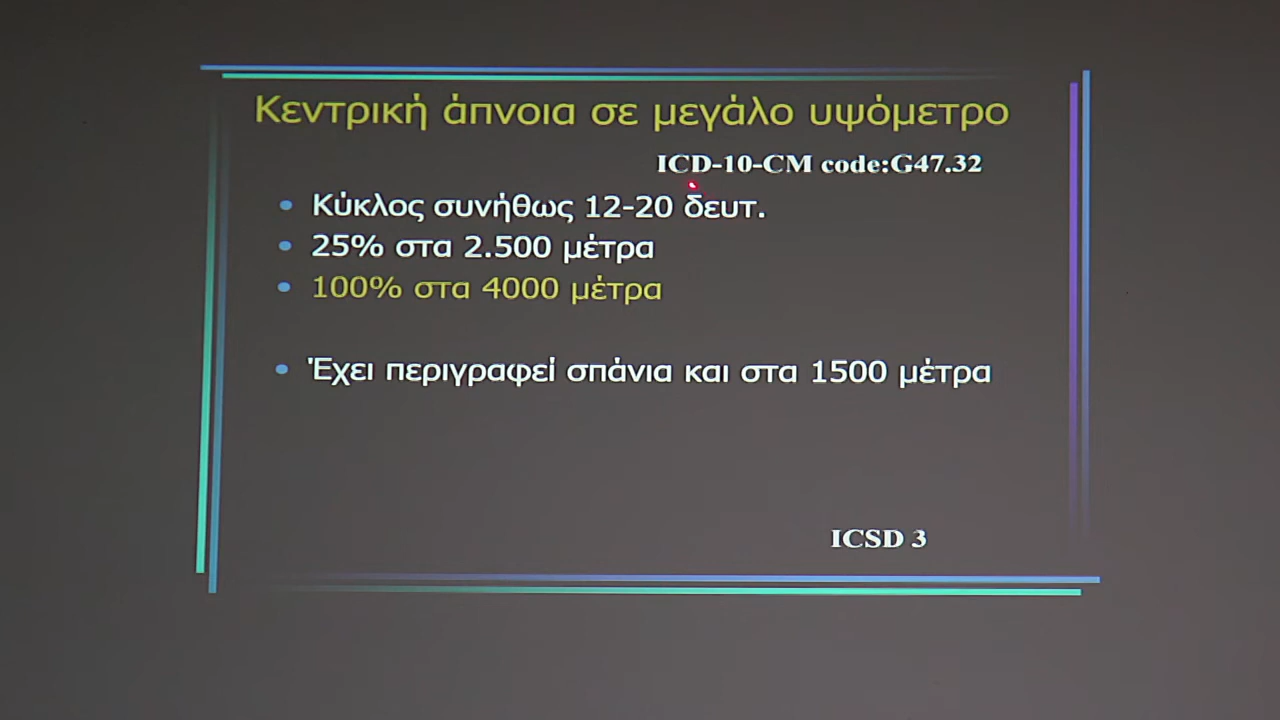 Κεντρική άπνοια σε μεγάλο υψόμετρο
ICD-10-CM code:G47.32
• Κύκλος συνήθως 12-20 δευτ.
• 25% στα 2.500 μέτρα
• 100% στα 4000 μέτρα
• Έχει περιγραφεί σπάνια και στα 1500 μέτρα
ICSD 3